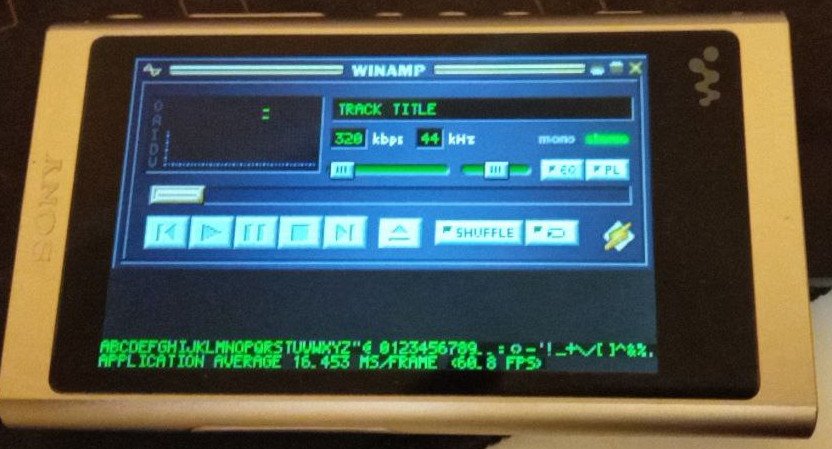 SONY
WINAMP
O
A
I
D
V
TRACK TITLE
320 kbps 44 kHz mono stereo
EQ PL
SHUFFLE
ABCDEFGHIJKLMNOPQRSTUVWXYZ"@ 0123456789_.:()-'!_+\/[]^&%,
APPLICATION AVERAGE 16.453 MS/FRAME (60.8 FPS)